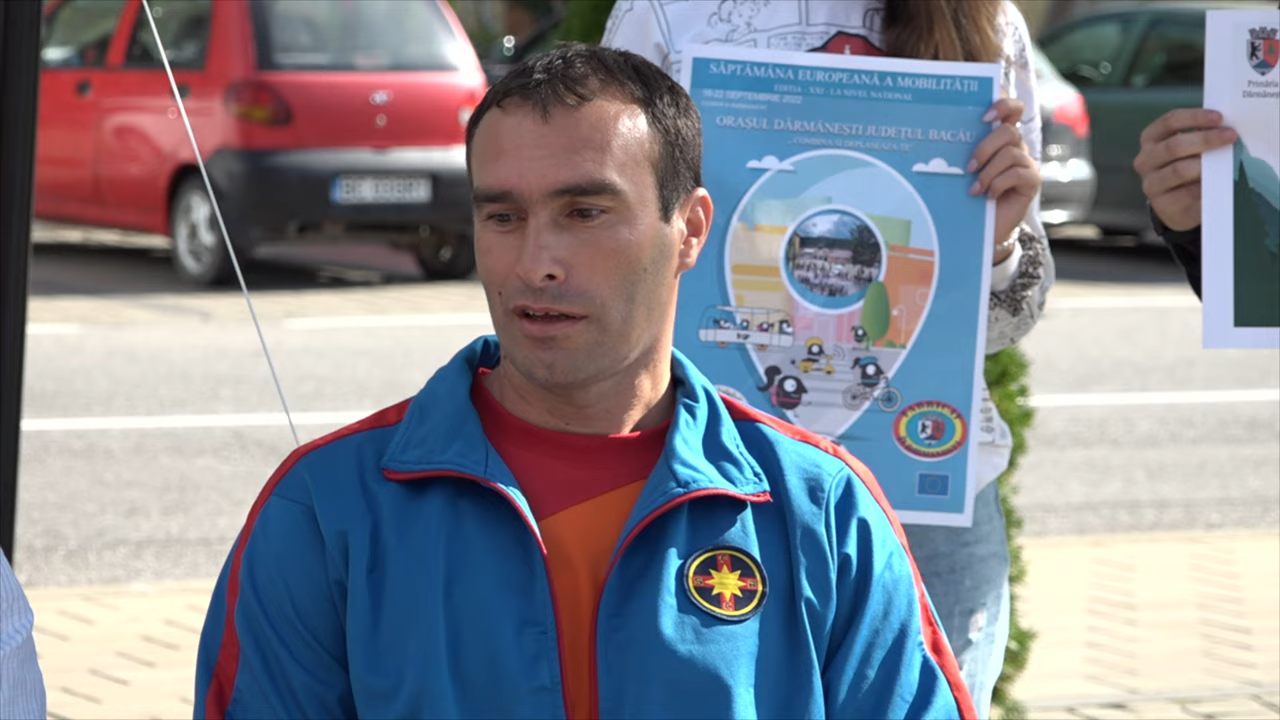 SĂPTĂMÂNA EUROPEANĂ A MOBILITĂȚII
EDIȚIA - XXI - LA NIVEL NAȚIONAL
16-22 SEPTEMBRIE 2022
ORAȘUL DĂRMĂNEȘTI JUDEȚUL BACĂU
„COMBINĂ ȘI DEPLASEAZĂ-TE”
Primăria
Dărmănești